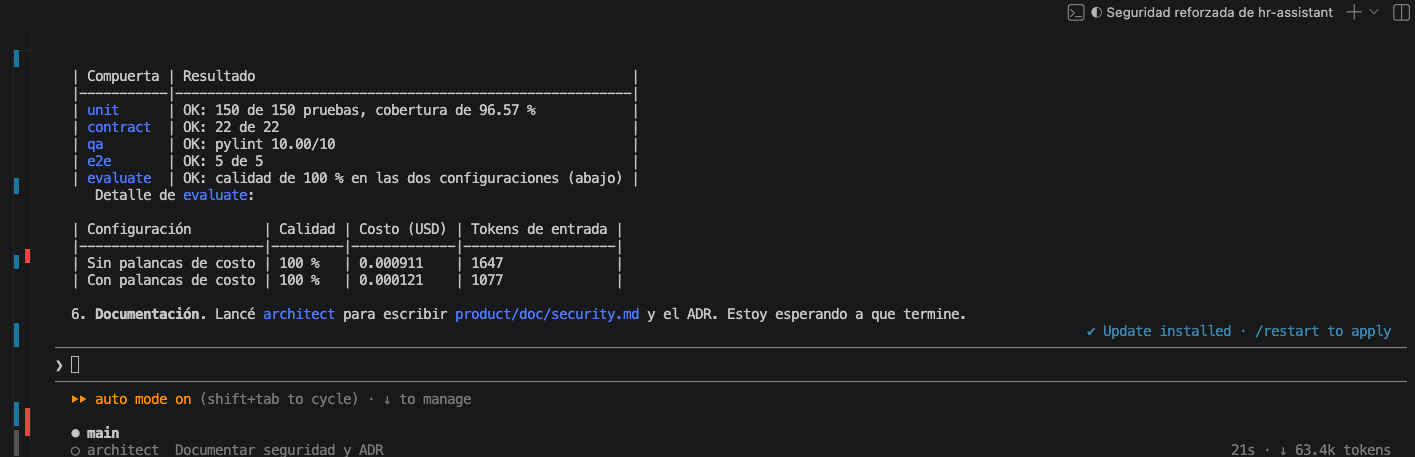 Seguridad reforzada de hr-assistant
| Compuerta | Resultado |
| unit | OK: 150 de 150 pruebas, cobertura de 96.57 % |
| contract | OK: 22 de 22 |
| qa | OK: pylint 10.00/10 |
| e2e | OK: 5 de 5 |
| evaluate | OK: calidad de 100 % en las dos configuraciones (abajo) |
Detalle de evaluate:
| Configuración | Calidad | Costo (USD) | Tokens de entrada |
| Sin palancas de costo | 100 % | 0.000911 | 1647 |
| Con palancas de costo | 100 % | 0.000121 | 1077 |
6. Documentación. Lancé architect para escribir product/doc/security.md y el ADR. Estoy esperando a que termine.
✔ Update installed · /restart to apply
❯
⏵⏵ auto mode on (shift+tab to cycle) · ↓ to manage
● main
○ architect Documentar seguridad y ADR 21s · ↓ 63.4k tokens